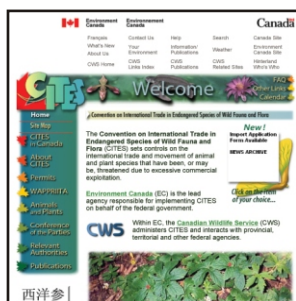 Environment Canada
Environnement Canada
Canada
Français
Contact Us
Help
Search
Canada Site
What's New
Your Environment
Information/Publications
Weather
Environment Canada Site
About Us
CWS Home
CWS Links Index
CWS Publications
CWS Related Sites
Hinterland Who's Who
CITES
Welcome
FAQ
Other Links
Calendar
Home
Site Map
CITES in Canada
About CITES
Permits
WAPPRIITA
Animals and Plants
Conference of the Parties
Relevant Authorities
Publications
Convention on International Trade in Endangered Species of Wild Fauna and Flora
The Convention on International Trade in
Endangered Species of Wild Fauna and
Flora (CITES) sets controls on the
international trade and movement of animal
and plant species that have been, or may
be, threatened due to excessive commercial
exploitation.
New!
Import Application
Form Available
NEWS ARCHIVE
Click on the item
of your choice...
Environment Canada (EC) is the lead
agency responsible for implementing CITES
on behalf of the federal government.
CWS
Within EC, the Canadian Wildlife Service (CWS)
administers CITES and interacts with provincial,
territorial and other federal agencies.
西洋参